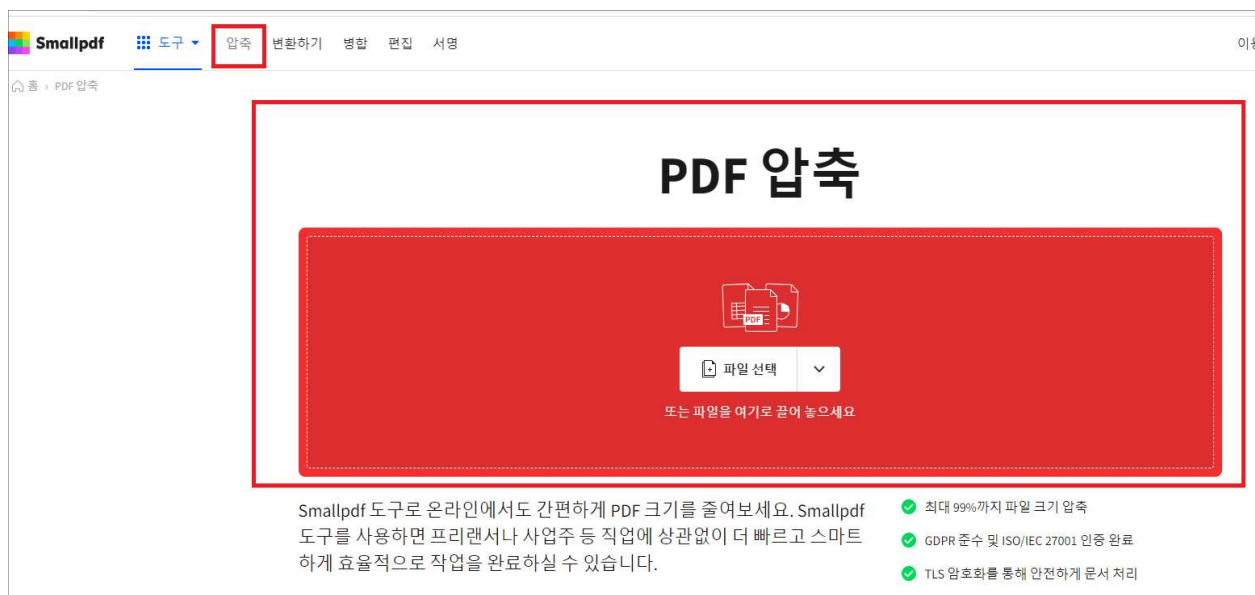 Smallpdf 도구 압축 변환하기 병합 편집 서명
홈 › PDF 압축
PDF 압축
PDF
파일 선택
또는 파일을 여기로 끌어 놓으세요
Smallpdf 도구로 온라인에서도 간편하게 PDF 크기를 줄여보세요. Smallpdf
도구를 사용하면 프리랜서나 사업주 등 직업에 상관없이 더 빠르고 스마트
하게 효율적으로 작업을 완료하실 수 있습니다.
최대 99%까지 파일 크기 압축
GDPR 준수 및 ISO/IEC 27001 인증 완료
TLS 암호화를 통해 안전하게 문서 처리